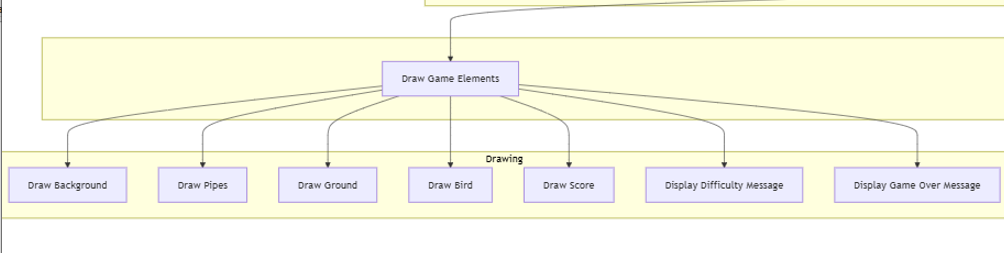 Draw Game Elements
Drawing
Draw Background
Draw Pipes
Draw Ground
Draw Bird
Draw Score
Display Difficulty Message
Display Game Over Message